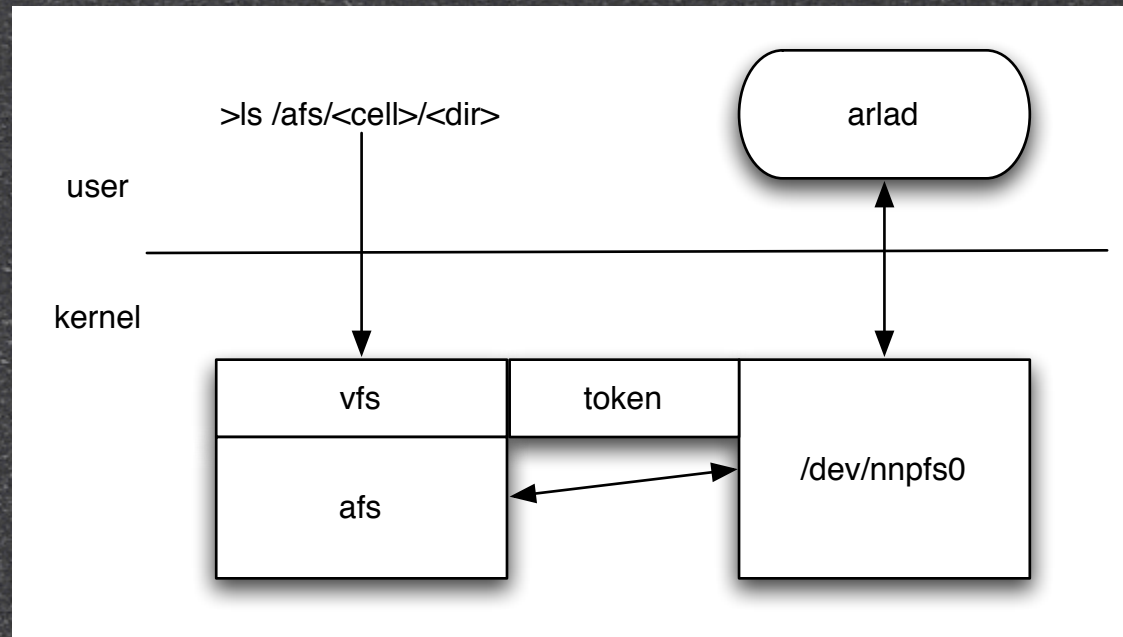 >ls /afs/<cell>/<dir>
arlad
user
kernel
vfs
token
/dev/nnpfs0
afs